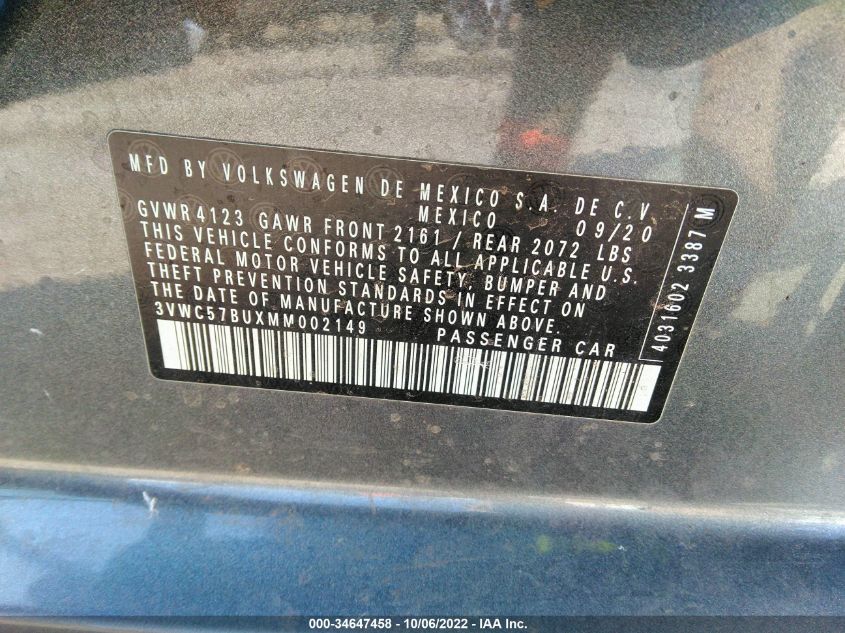 MFD BY VOLKSWAGEN DE MEXICO S.A. DE C.V
MEXICO 09/20
GVWR 4123 GAWR FRONT 2161 / REAR 2072 LBS
THIS VEHICLE CONFORMS TO ALL APPLICABLE U.S.
FEDERAL MOTOR VEHICLE SAFETY. BUMPER AND
THEFT PREVENTION STANDARDS IN EFFECT ON
THE DATE OF MANUFACTURE SHOWN ABOVE.
3VWC57BUXMM002149 PASSENGER CAR
4031602 3387 M
000-34647458 - 10/06/2022 - IAA Inc.